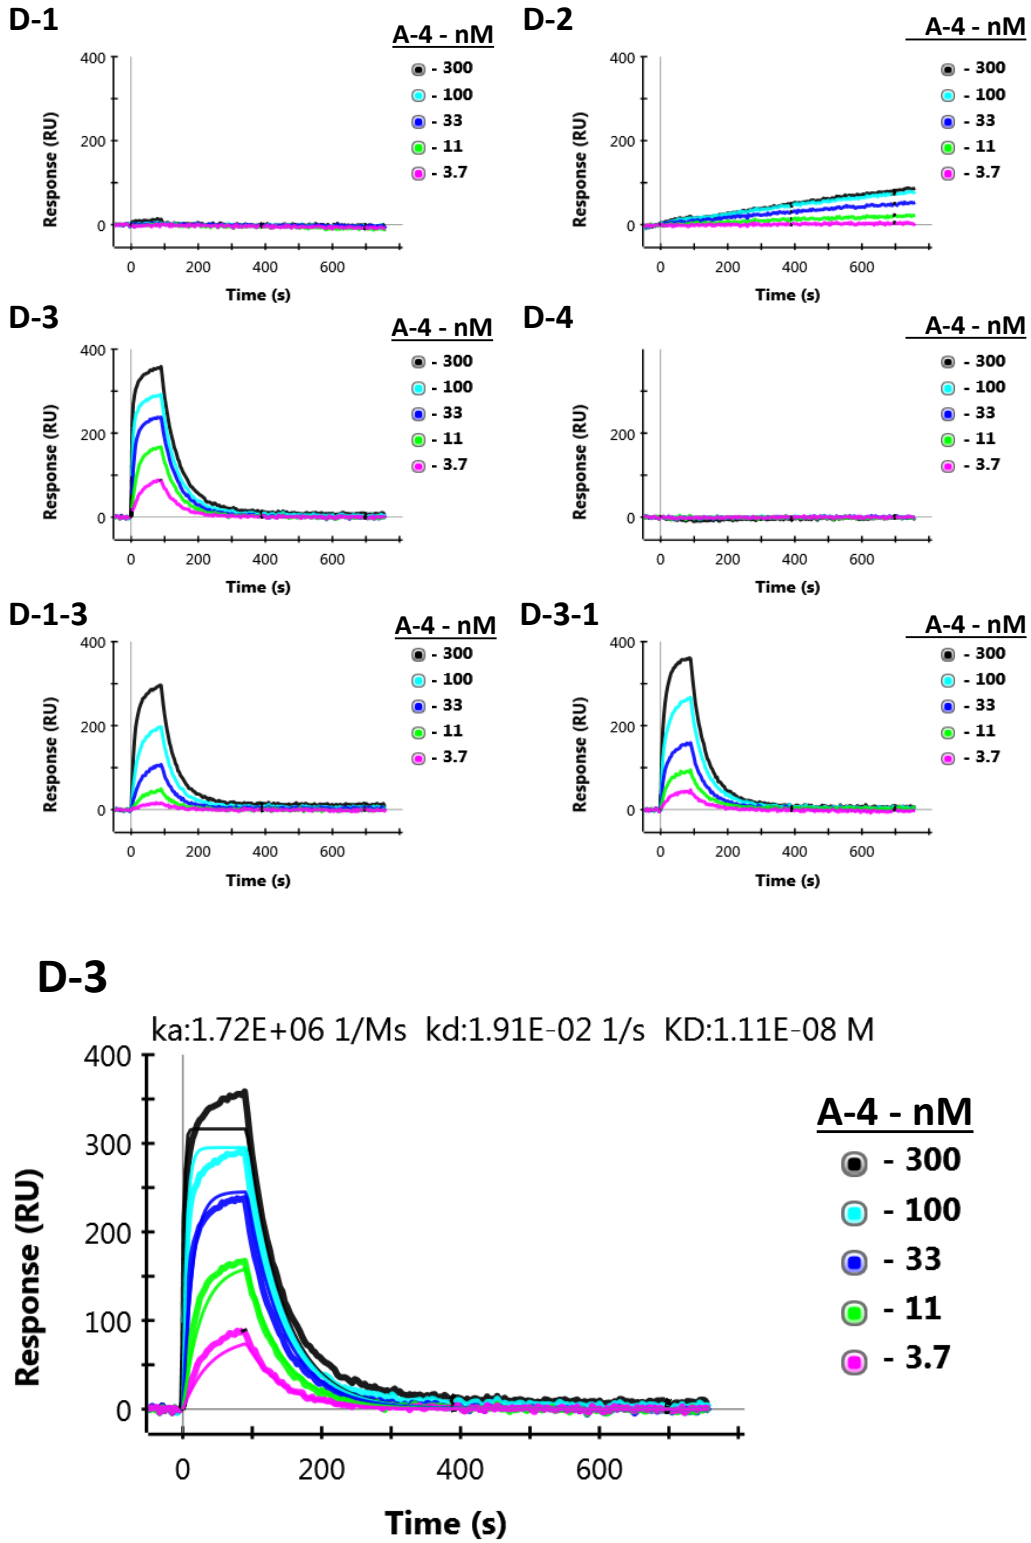 D-1
A-4 - nM
400
200
0
Response (RU)
- 300
- 100
- 33
- 11
- 3.7
0 200 400 600
Time (s)
D-2
A-4 - nM
400
200
0
Response (RU)
- 300
- 100
- 33
- 11
- 3.7
0 200 400 600
Time (s)
D-3
A-4 - nM
400
200
0
Response (RU)
- 300
- 100
- 33
- 11
- 3.7
0 200 400 600
Time (s)
D-4
A-4 - nM
400
200
0
Response (RU)
- 300
- 100
- 33
- 11
- 3.7
0 200 400 600
Time (s)
D-1-3
A-4 - nM
400
200
0
Response (RU)
- 300
- 100
- 33
- 11
- 3.7
0 200 400 600
Time (s)
D-3-1
A-4 - nM
400
200
0
Response (RU)
- 300
- 100
- 33
- 11
- 3.7
0 200 400 600
Time (s)
D-3
ka:1.72E+06 1/Ms kd:1.91E-02 1/s KD:1.11E-08 M
400
300
200
100
0
Response (RU)
A-4 - nM
- 300
- 100
- 33
- 11
- 3.7
0 200 400 600
Time (s)